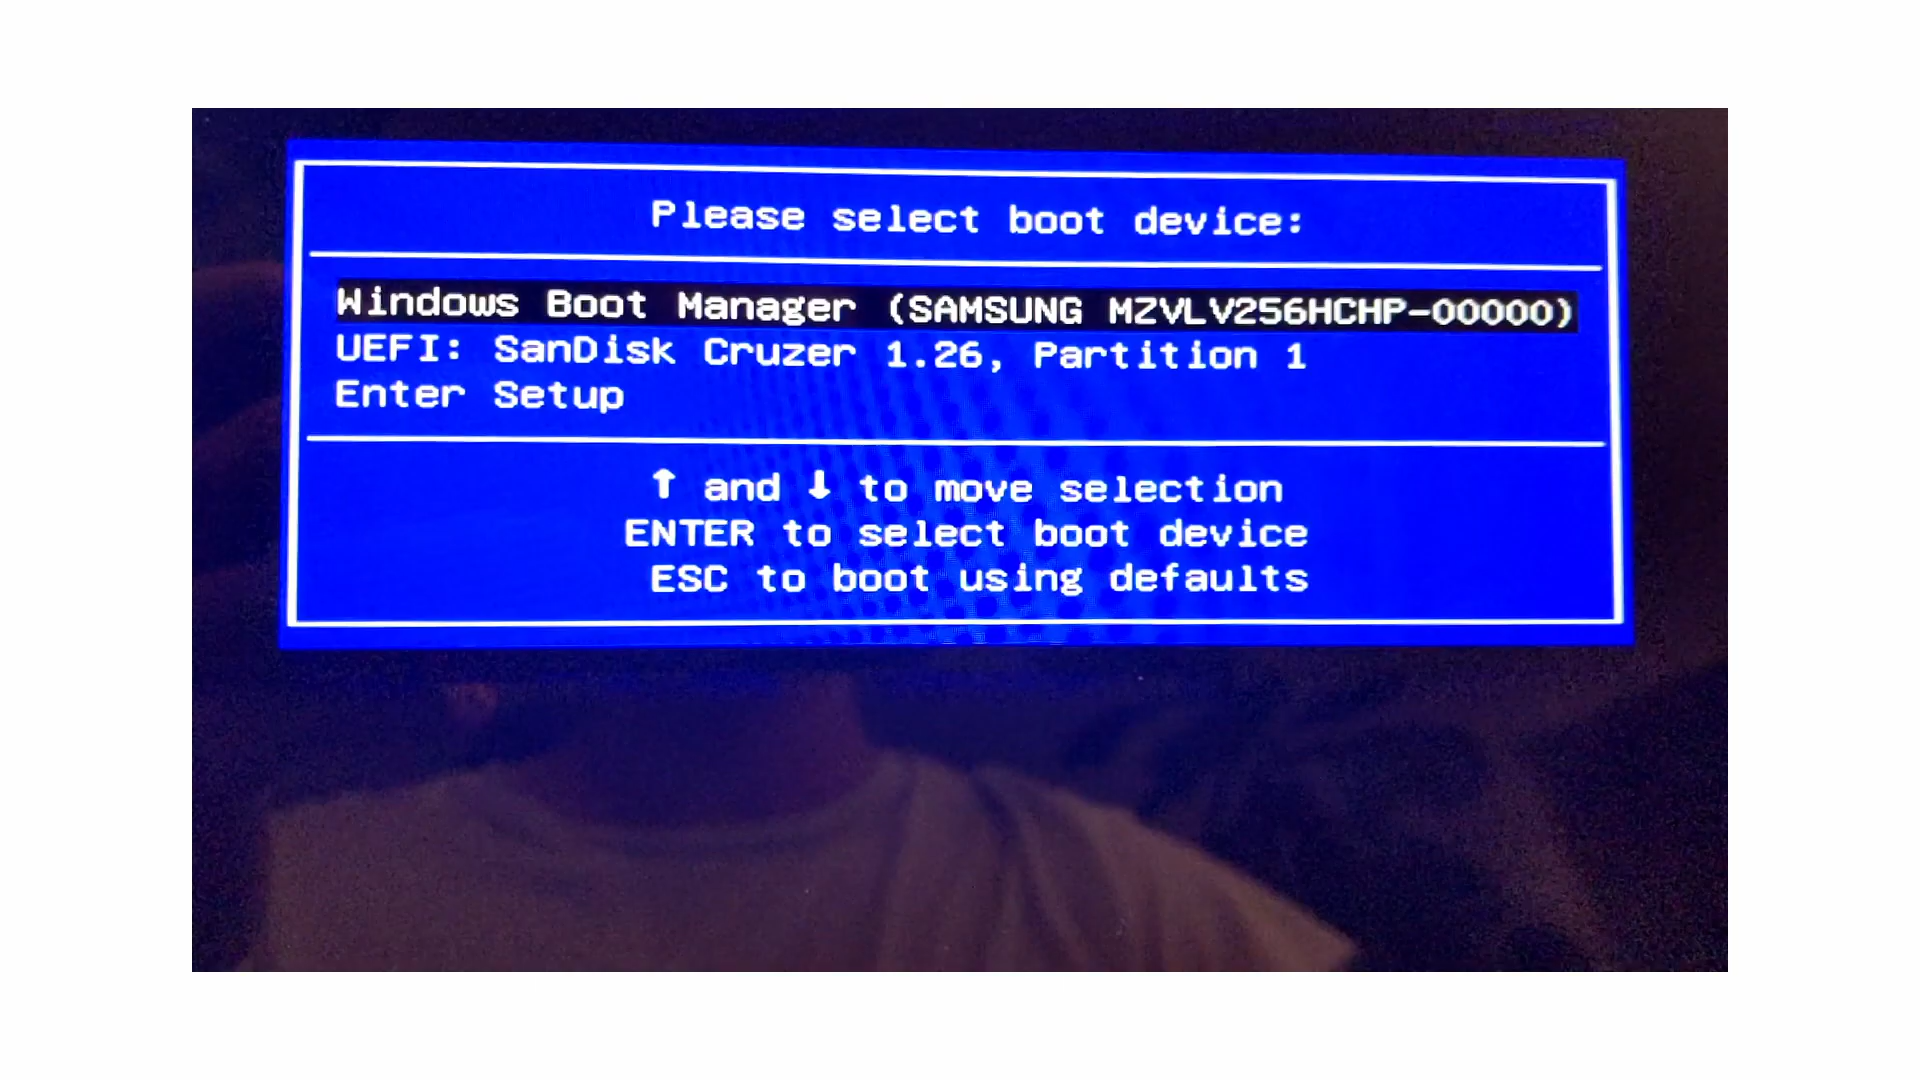 Please select boot device:
Windows Boot Manager (SAMSUNG MZVLV256HCHP-00000)
UEFI: SanDisk Cruzer 1.26, Partition 1
Enter Setup
↑ and ↓ to move selection
ENTER to select boot device
ESC to boot using defaults